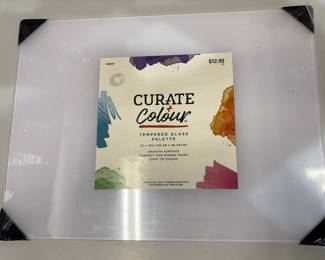 $12.99
CURATE
+
Colour
TEMPERED GLASS
PALETTE
SMOOTH SURFACE
PERFECT FOR MIXING PAINT
EASY TO CLEAN